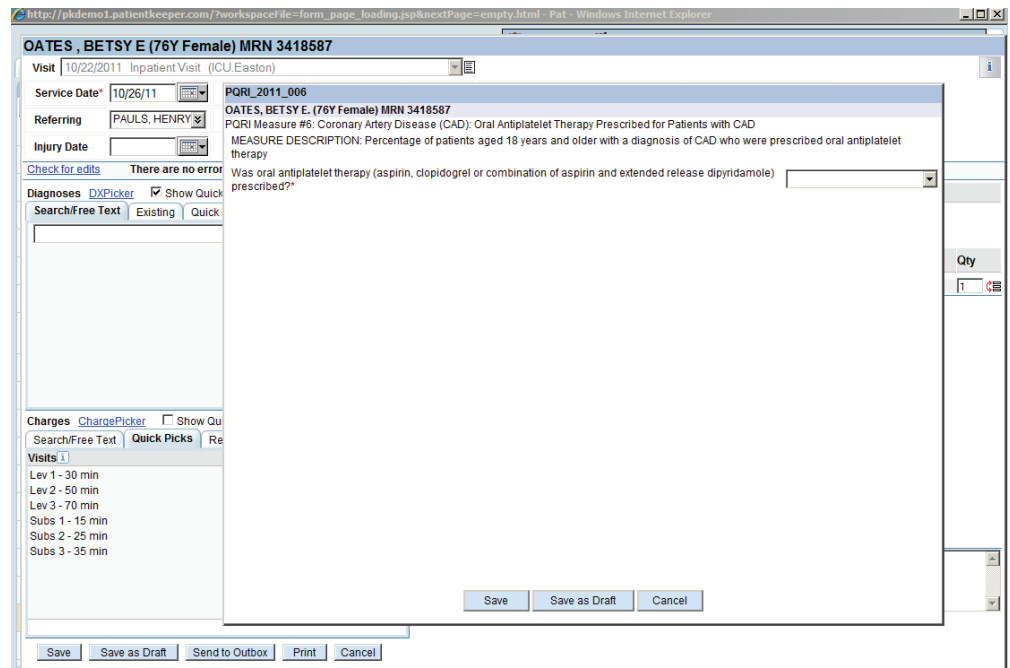 http://pkdemo1.patientkeeper.com/?workspaceFile=form_page_loading.jsp&nextPage=empty.html - Pat - Windows Internet Explorer
OATES , BETSY E (76Y Female) MRN 3418587
Visit 10/22/2011 Inpatient Visit (ICU.Easton)
Service Date* 10/26/11
Referring PAULS, HENRY
Injury Date
Check for edits There are no error
Diagnoses DXPicker Show Quick
Search/Free Text Existing Quick
PQRI_2011_006
OATES, BETSY E. (76Y Female) MRN 3418587
PQRI Measure #6: Coronary Artery Disease (CAD): Oral Antiplatelet Therapy Prescribed for Patients with CAD
MEASURE DESCRIPTION: Percentage of patients aged 18 years and older with a diagnosis of CAD who were prescribed oral antiplatelet
therapy
Was oral antiplatelet therapy (aspirin, clopidogrel or combination of aspirin and extended release dipyridamole)
prescribed?*
Qty
1
Charges ChargePicker Show Qu
Search/Free Text Quick Picks Re
Visits
Lev 1 - 30 min
Lev 2 - 50 min
Lev 3 - 70 min
Subs 1 - 15 min
Subs 2 - 25 min
Subs 3 - 35 min
Save Save as Draft Cancel
Save Save as Draft Send to Outbox Print Cancel